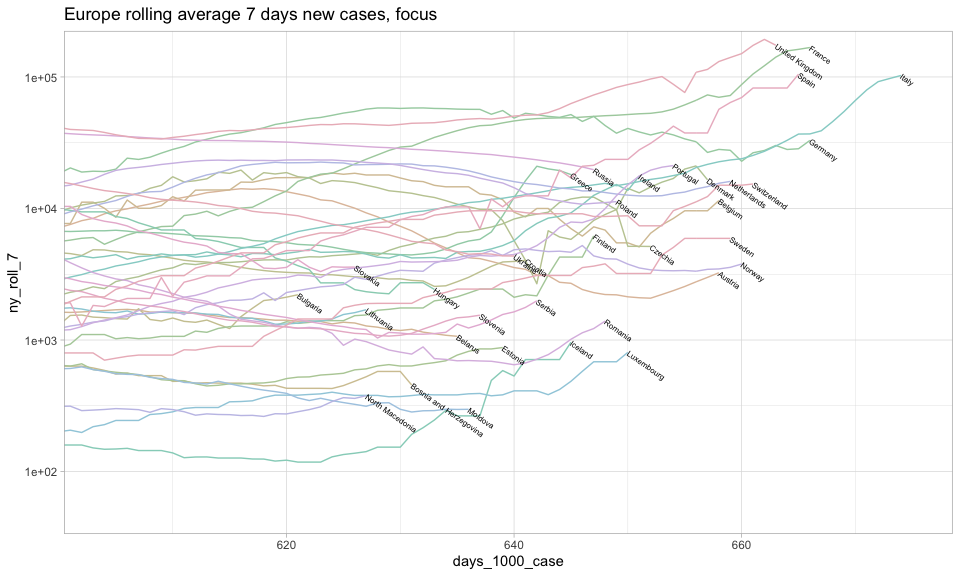 Europe rolling average 7 days new cases, focus
ny_roll_7
1e+05
1e+04
1e+03
1e+02
United Kingdom
France
Spain
Italy
Germany
Greece
Russia
Ireland
Portugal
Denmark
Netherlands
Switzerland
Poland
Belgium
Finland
Czechia
Sweden
Croatia
Norway
Austria
Slovakia
Hungary
Bulgaria
Lithuania
Slovenia
Serbia
Belarus
Estonia
Romania
Iceland
Luxembourg
North Macedonia
Bosnia and Herzegovina
Moldova
620
640
660
days_1000_case